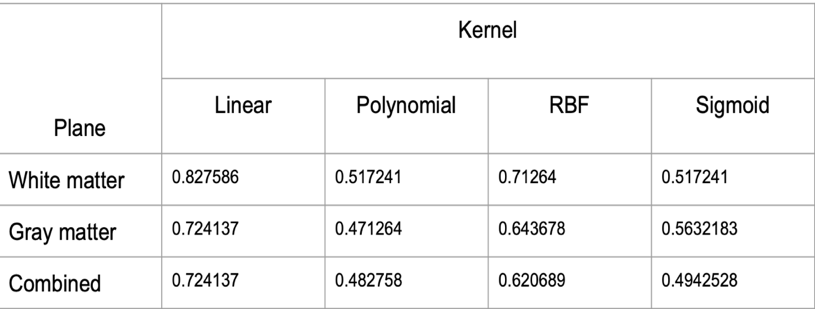 Kernel
Plane Linear Polynomial RBF Sigmoid
White matter 0.827586 0.517241 0.71264 0.517241
Gray matter 0.724137 0.471264 0.643678 0.5632183
Combined 0.724137 0.482758 0.620689 0.4942528